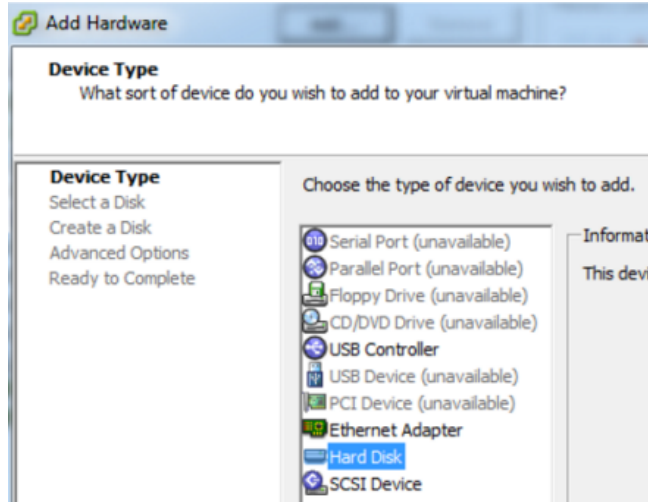 Add Hardware
Device Type
What sort of device do you wish to add to your virtual machine?
Device Type
Select a Disk
Create a Disk
Advanced Options
Ready to Complete
Choose the type of device you wish to add.
Serial Port (unavailable)
Parallel Port (unavailable)
Floppy Drive (unavailable)
CD/DVD Drive (unavailable)
USB Controller
USB Device (unavailable)
PCI Device (unavailable)
Ethernet Adapter
Hard Disk
SCSI Device
Informat
This devi